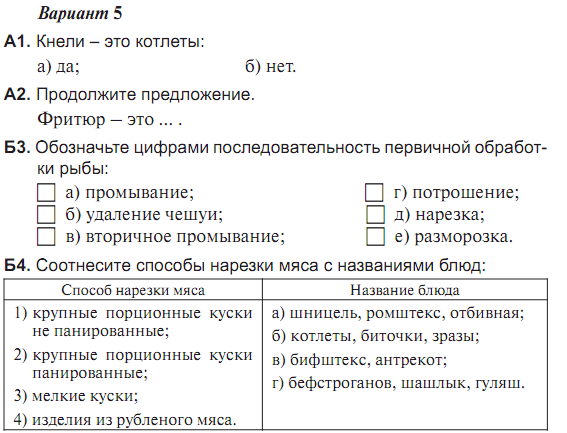 Вариант 5
А1. Кнели – это котлеты:
а) да; б) нет.
А2. Продолжите предложение.
Фритюр – это ... .
Б3. Обозначьте цифрами последовательность первичной обработ-
ки рыбы:
а) промывание; г) потрошение;
б) удаление чешуи; д) нарезка;
в) вторичное промывание; е) разморозка.
Б4. Соотнесите способы нарезки мяса с названиями блюд:
Способ нарезки мяса
1) крупные порционные куски
не панированные;
2) крупные порционные куски
панированные;
3) мелкие куски;
4) изделия из рубленого мяса.
Название блюда
а) шницель, ромштекс, отбивная;
б) котлеты, биточки, зразы;
в) бифштекс, антрекот;
г) бефстроганов, шашлык, гуляш.